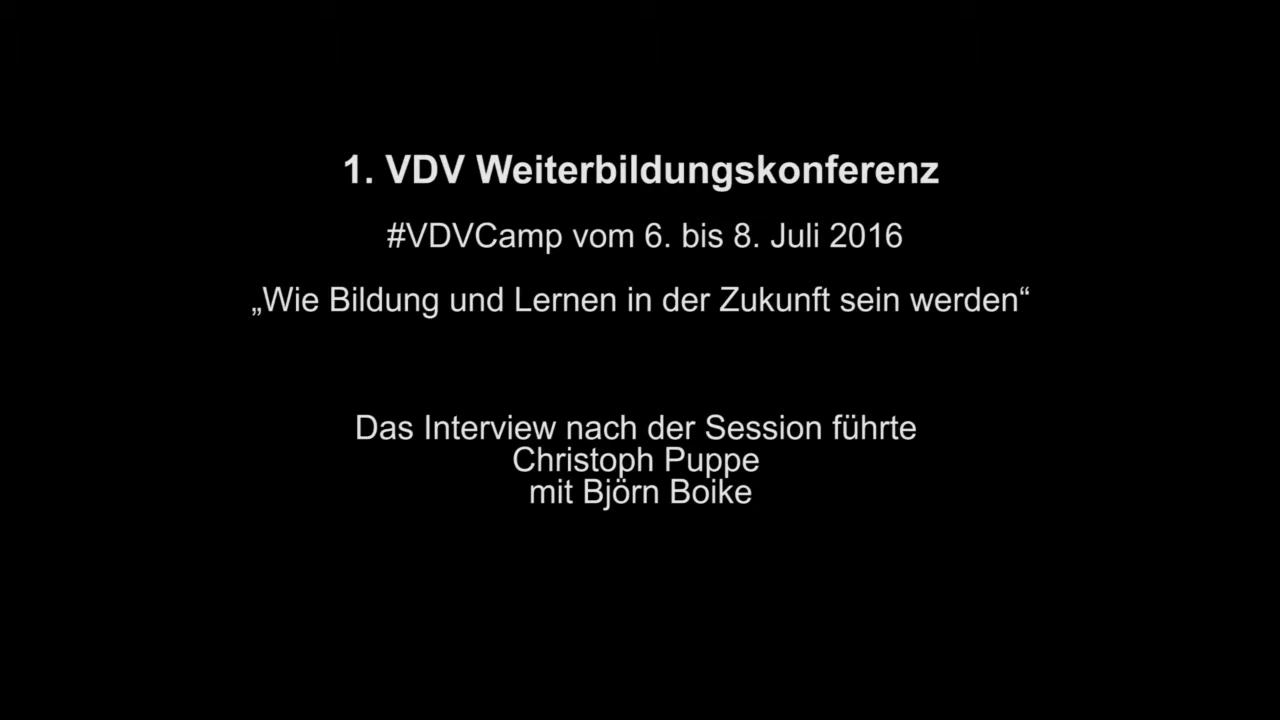 1. VDV Weiterbildungskonferenz
#VDVCamp vom 6. bis 8. Juli 2016
„Wie Bildung und Lernen in der Zukunft sein werden“
Das Interview nach der Session führte
Christoph Puppe
mit Björn Boike